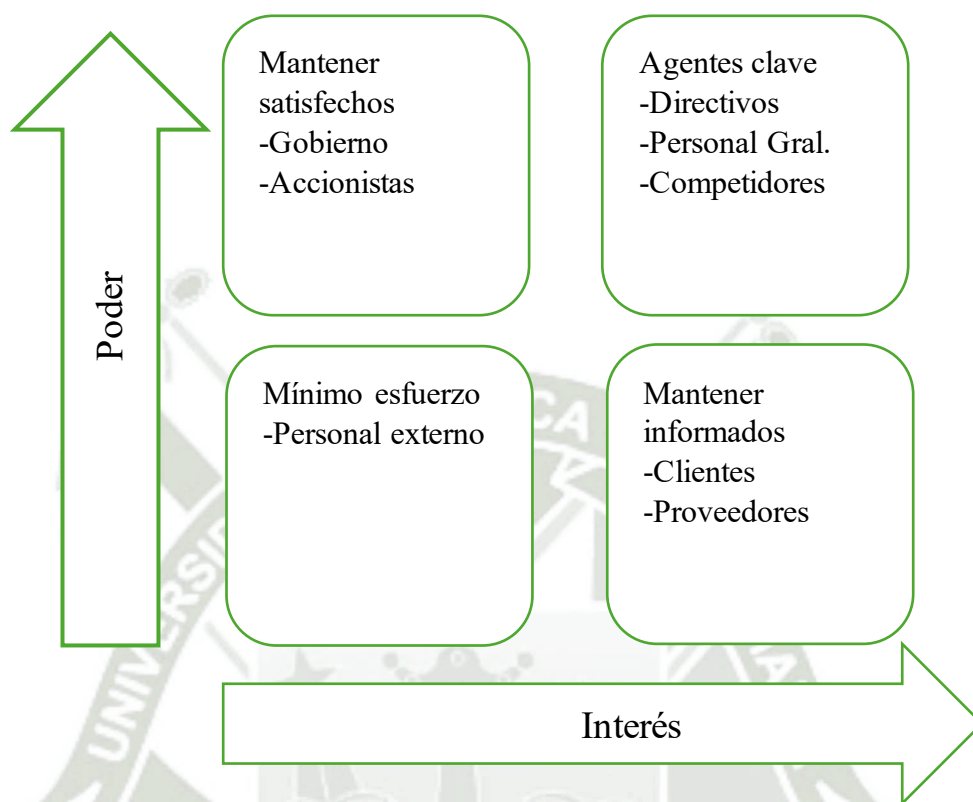 Mantener
satisfechos
-Gobierno
-Accionistas
Agentes clave
-Directivos
-Personal Gral.
-Competidores
Poder
Mínimo esfuerzo
-Personal externo
Mantener
informados
-Clientes
-Proveedores
Interés